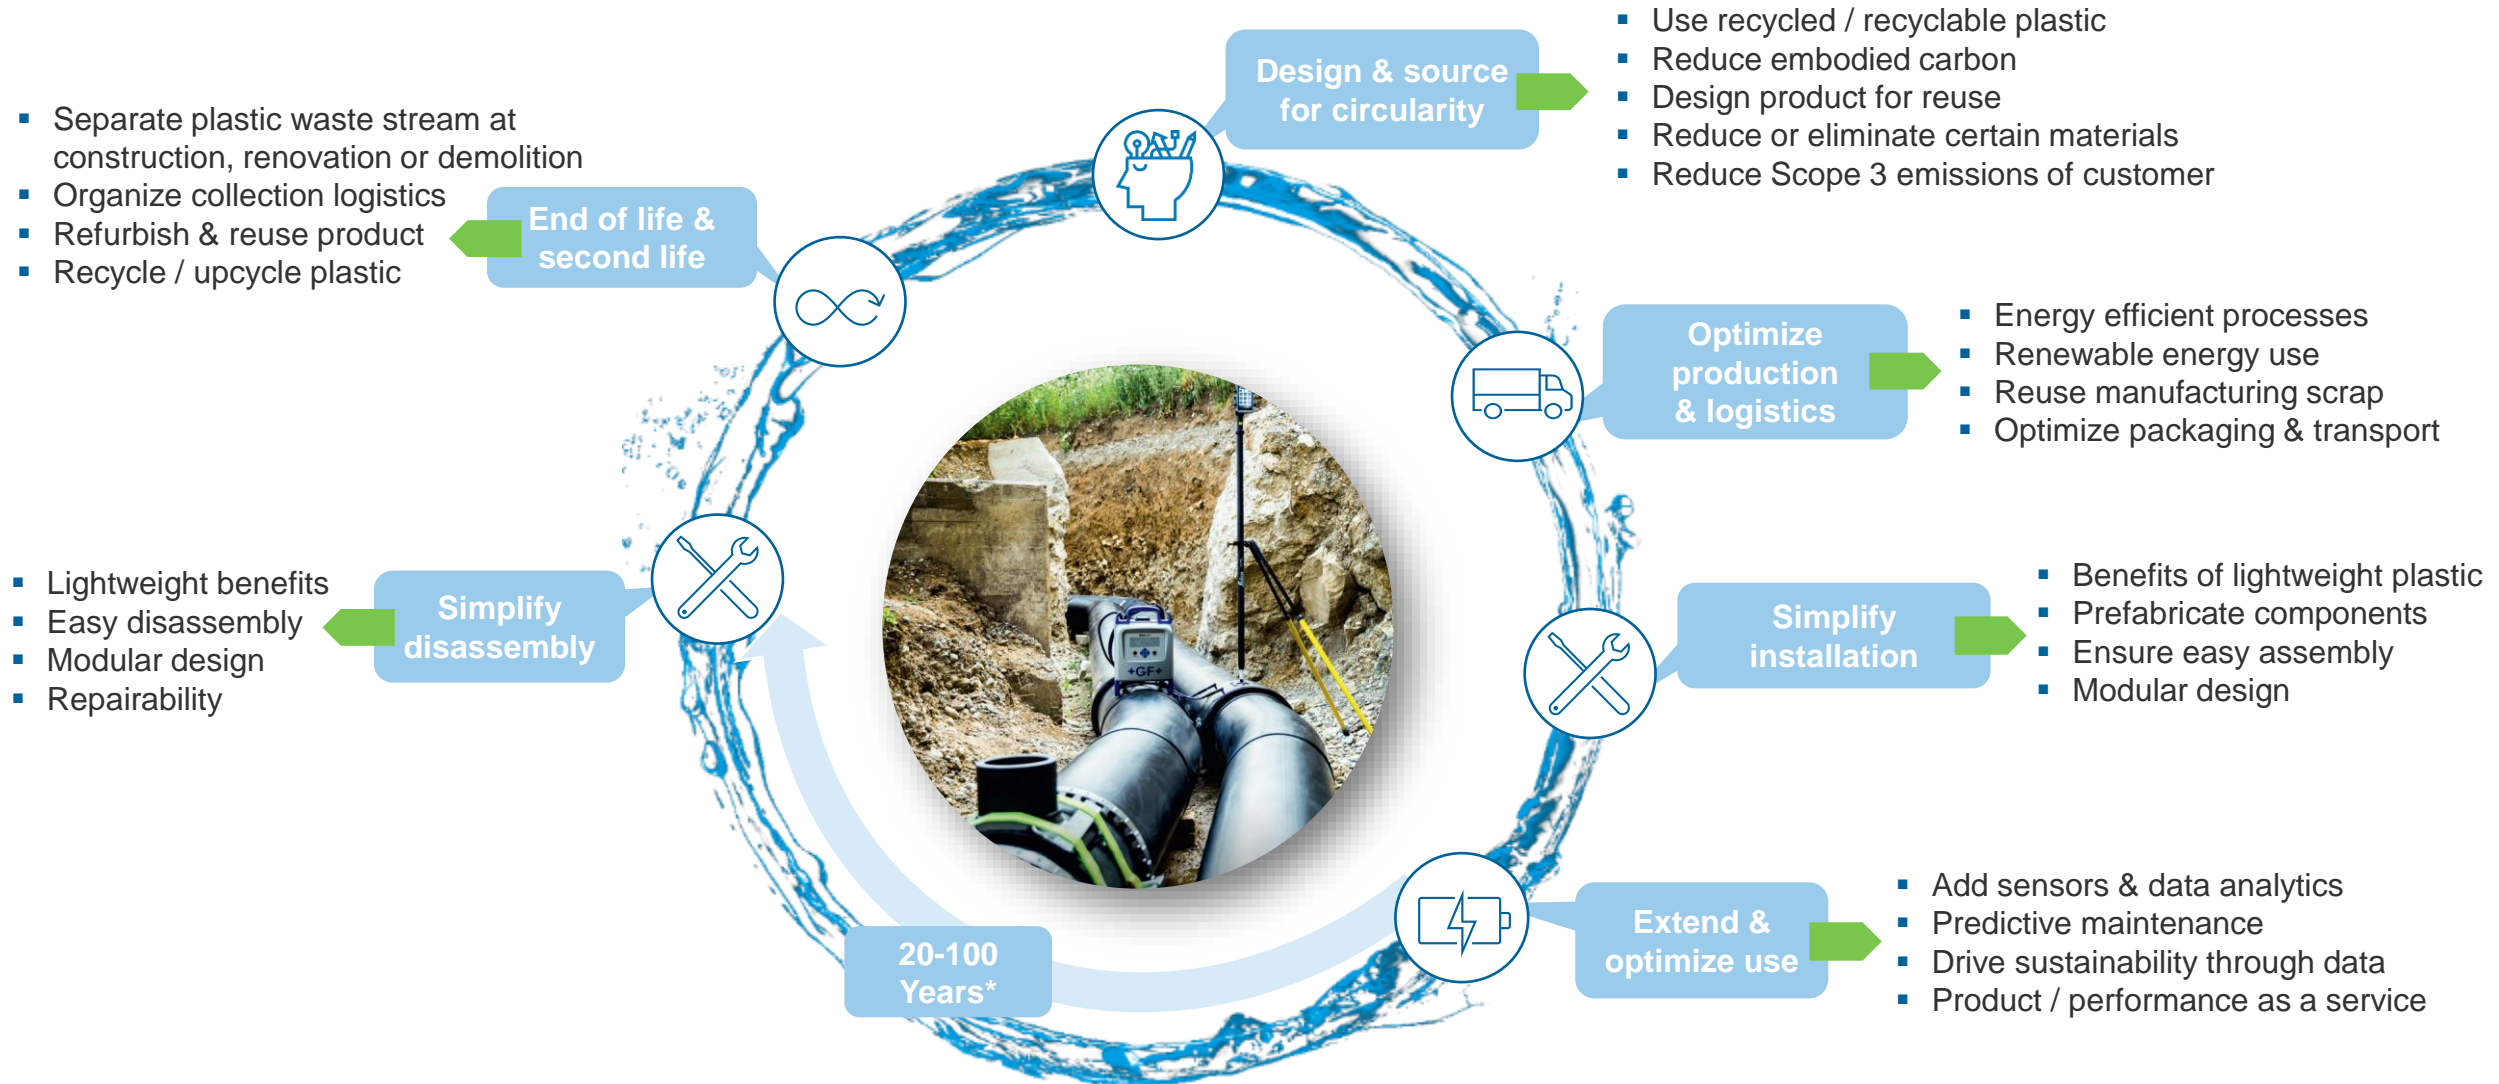 Design & source
for circularity
▪ Use recycled / recyclable plastic
▪ Reduce embodied carbon
▪ Design product for reuse
▪ Reduce or eliminate certain materials
▪ Reduce Scope 3 emissions of customer
Optimize
production
& logistics
▪ Energy efficient processes
▪ Renewable energy use
▪ Reuse manufacturing scrap
▪ Optimize packaging & transport
Simplify
installation
▪ Benefits of lightweight plastic
▪ Prefabricate components
▪ Ensure easy assembly
▪ Modular design
Extend &
optimize use
▪ Add sensors & data analytics
▪ Predictive maintenance
▪ Drive sustainability through data
▪ Product / performance as a service
20-100
Years*
Simplify
disassembly
▪ Lightweight benefits
▪ Easy disassembly
▪ Modular design
▪ Repairability
End of life &
second life
▪ Separate plastic waste stream at
construction, renovation or demolition
▪ Organize collection logistics
▪ Refurbish & reuse product
▪ Recycle / upcycle plastic
+GF+